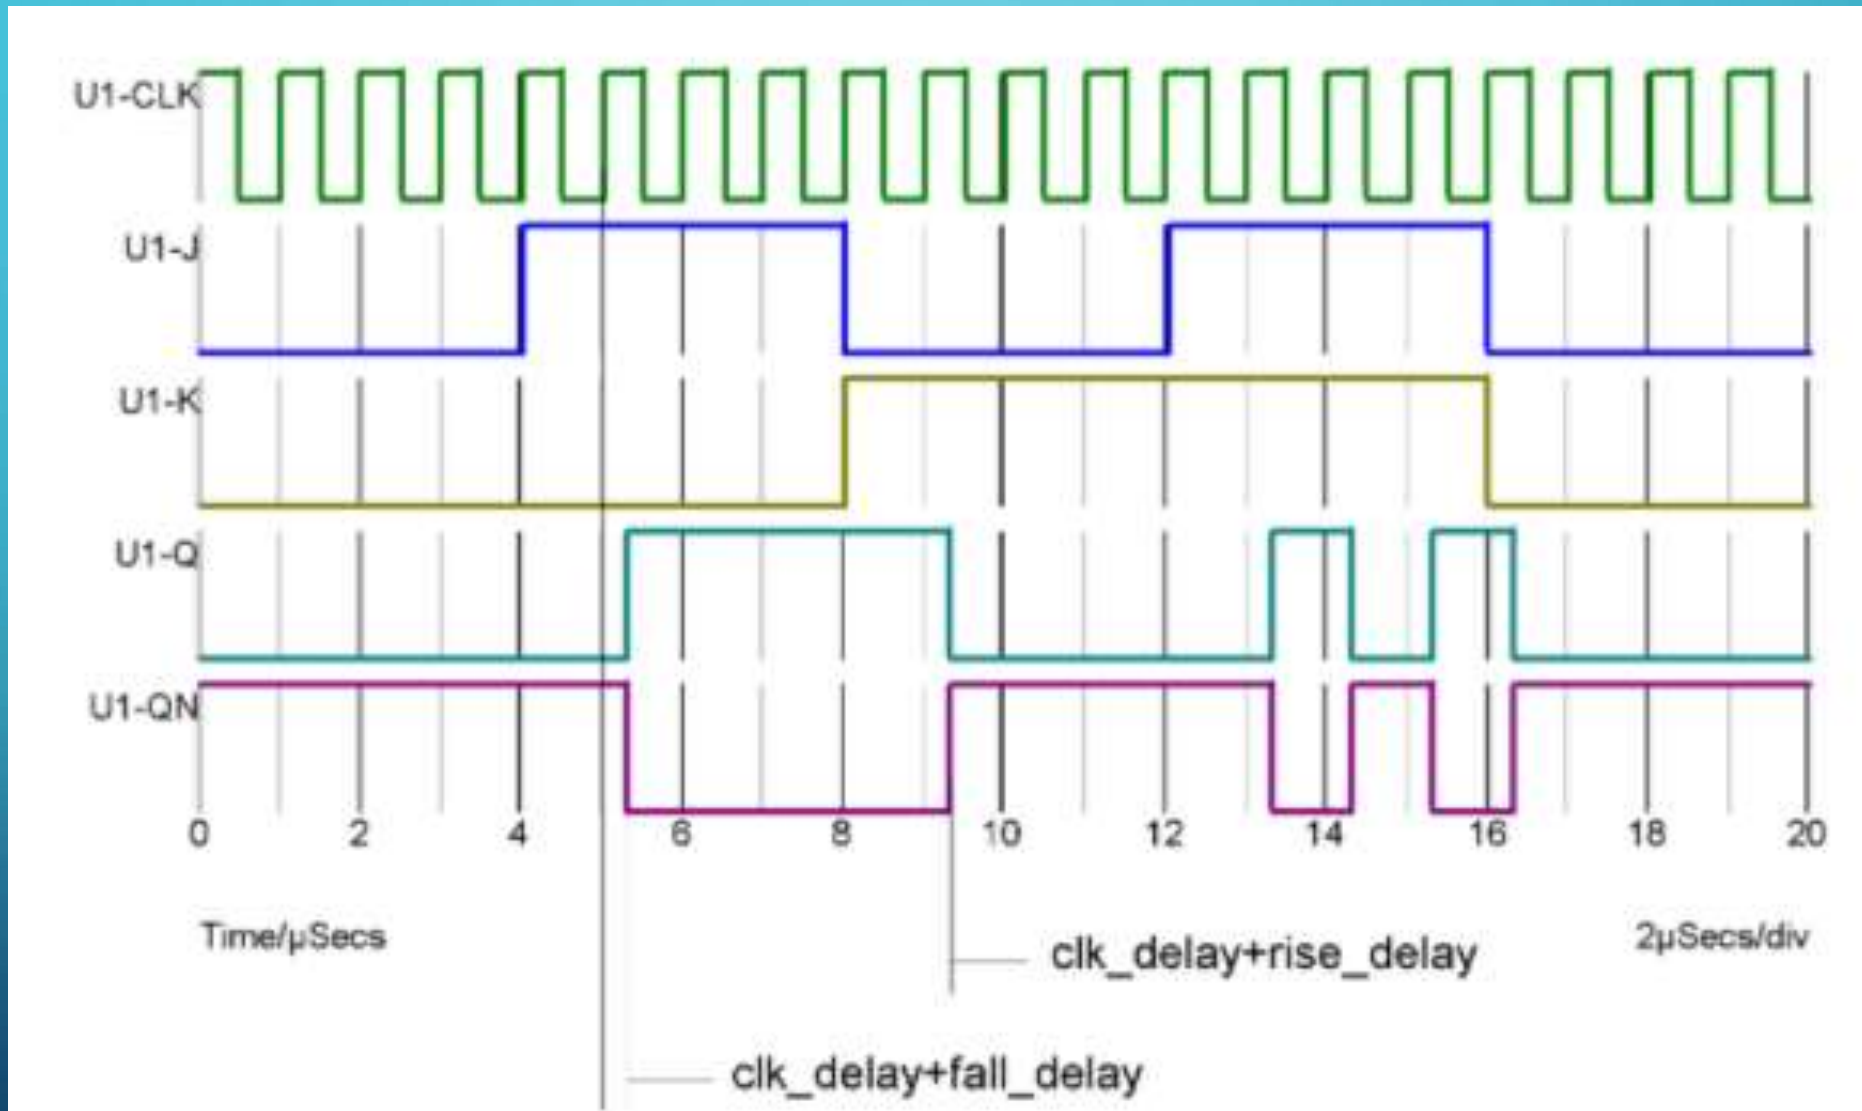 U1-CLK
U1-J
U1-K
U1-Q
U1-QN
0 2 4 6 8 10 12 14 16 18 20
Time/µSecs 2µSecs/div
clk_delay+rise_delay
clk_delay+fall_delay